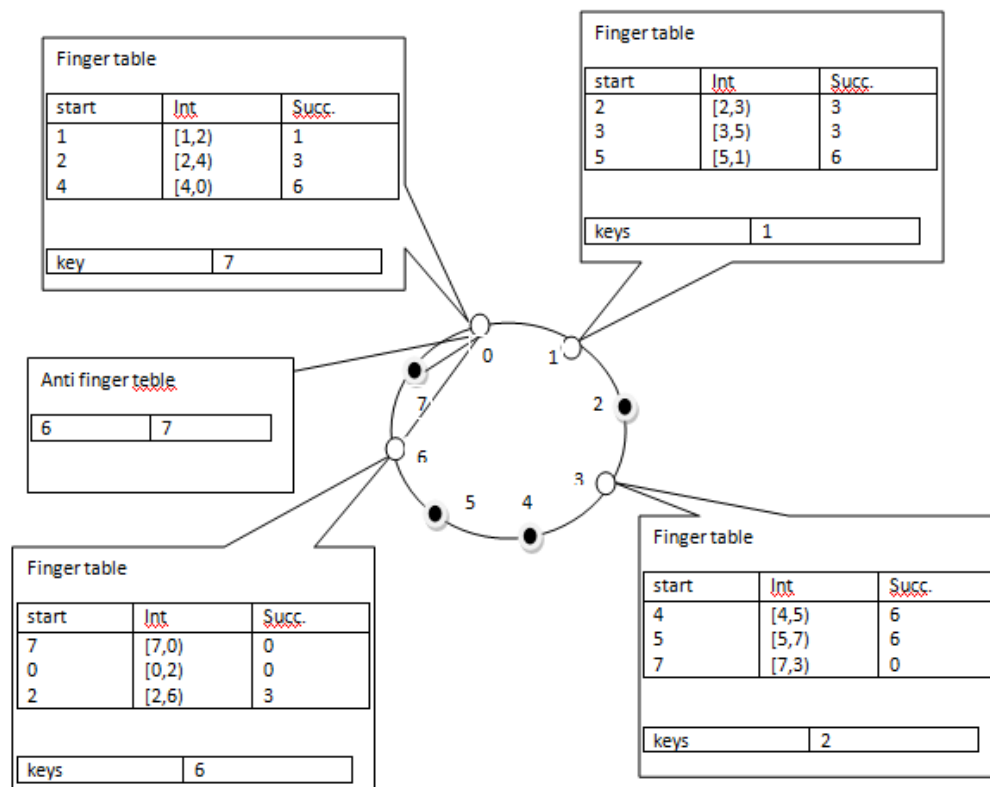 Finger table
start Int Succ.
1 [1,2) 1
2 [2,4) 3
4 [4,0) 6
key 7
Finger table
start Int Succ.
2 [2,3) 3
3 [3,5) 3
5 [5,1) 6
keys 1
Anti finger teble
6 7
0
1
2
3
4
5
6
7
Finger table
start Int Succ.
7 [7,0) 0
0 [0,2) 0
2 [2,6) 3
keys 6
Finger table
start Int Succ.
4 [4,5) 6
5 [5,7) 6
7 [7,3) 0
keys 2